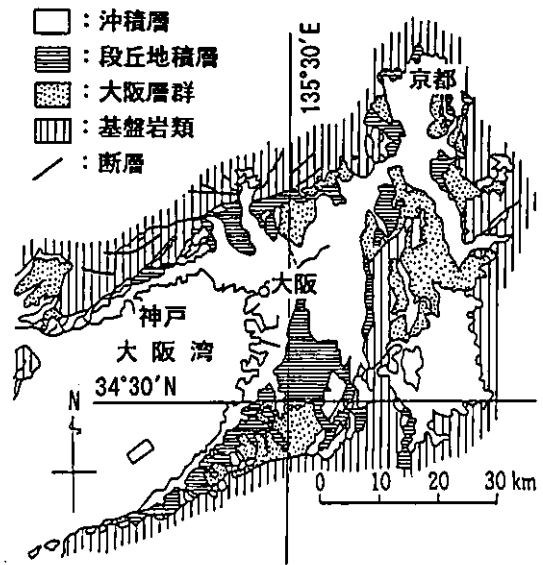 ：沖積層
：段丘地積層
：大阪層群
：基盤岩類
：断層
135°30′E
京都
大阪
神戸
大阪湾
34°30′N
N
0 10 20 30 km